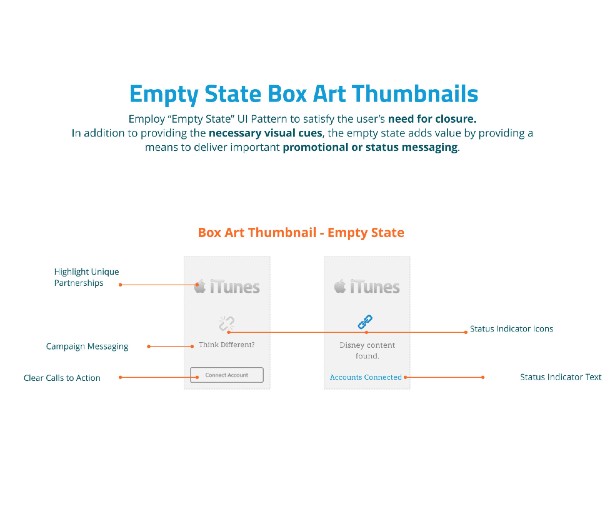 Empty State Box Art Thumbnails
Employ “Empty State” UI Pattern to satisfy the user's need for closure.
In addition to providing the necessary visual cues, the empty state adds value by providing a
means to deliver important promotional or status messaging.
Box Art Thumbnail - Empty State
Highlight Unique
Partnerships
iTunes
iTunes
Status Indicator Icons
Campaign Messaging
Think Different?
Disney content
found.
Clear Calls to Action
Connect Account
Accounts Connected
Status Indicator Text